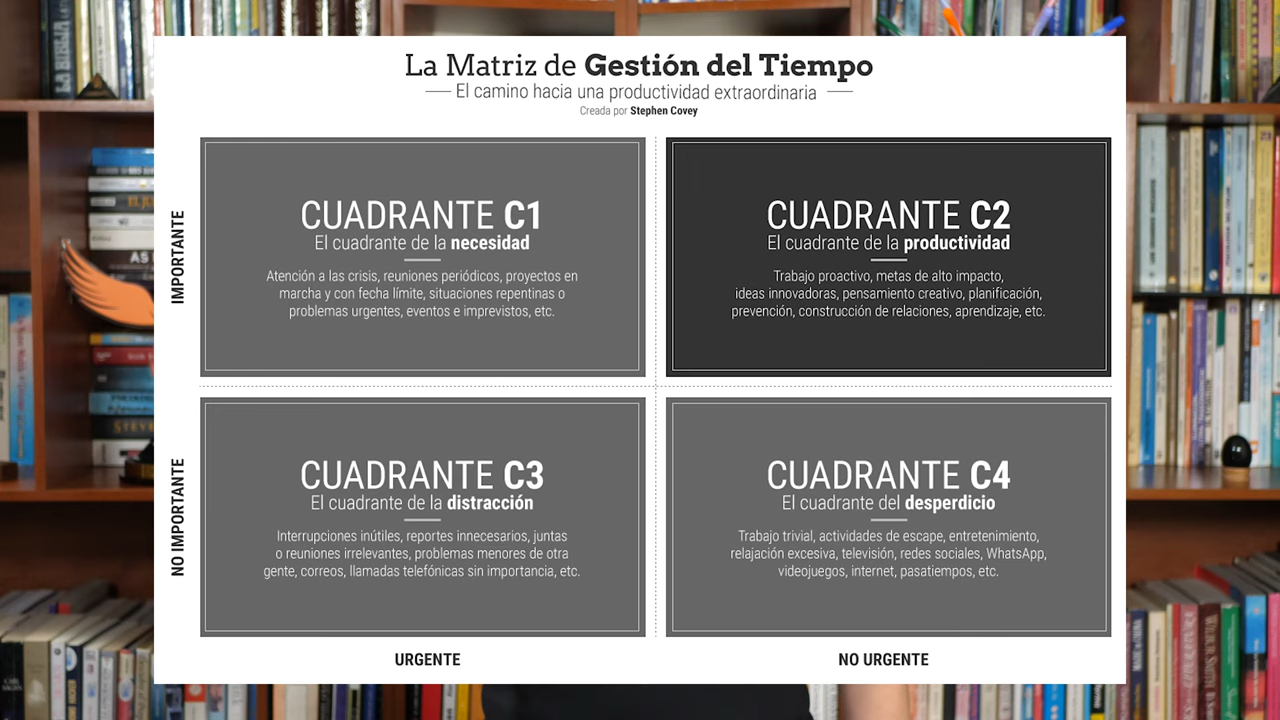 La Matriz de Gestión del Tiempo
El camino hacia una productividad extraordinaria
Creada por Stephen Covey
IMPORTANTE
CUADRANTE C1
El cuadrante de la necesidad
Atención a las crisis, reuniones periódicos, proyectos en
marcha y con fecha límite, situaciones repentinas o
problemas urgentes, eventos e imprevistos, etc.
CUADRANTE C2
El cuadrante de la productividad
Trabajo proactivo, metas de alto impacto,
ideas innovadoras, pensamiento creativo, planificación,
prevención, construcción de relaciones, aprendizaje, etc.
NO IMPORTANTE
CUADRANTE C3
El cuadrante de la distracción
Interrupciones inútiles, reportes innecesarios, juntas
o reuniones irrelevantes, problemas menores de otra
gente, correos, llamadas telefónicas sin importancia, etc.
CUADRANTE C4
El cuadrante del desperdicio
Trabajo trivial, actividades de escape, entretenimiento,
relajación excesiva, televisión, redes sociales, WhatsApp,
videojuegos, internet, pasatiempos, etc.
URGENTE
NO URGENTE
LA BIBLIA
AS
STEVE
WILBUR SMITH